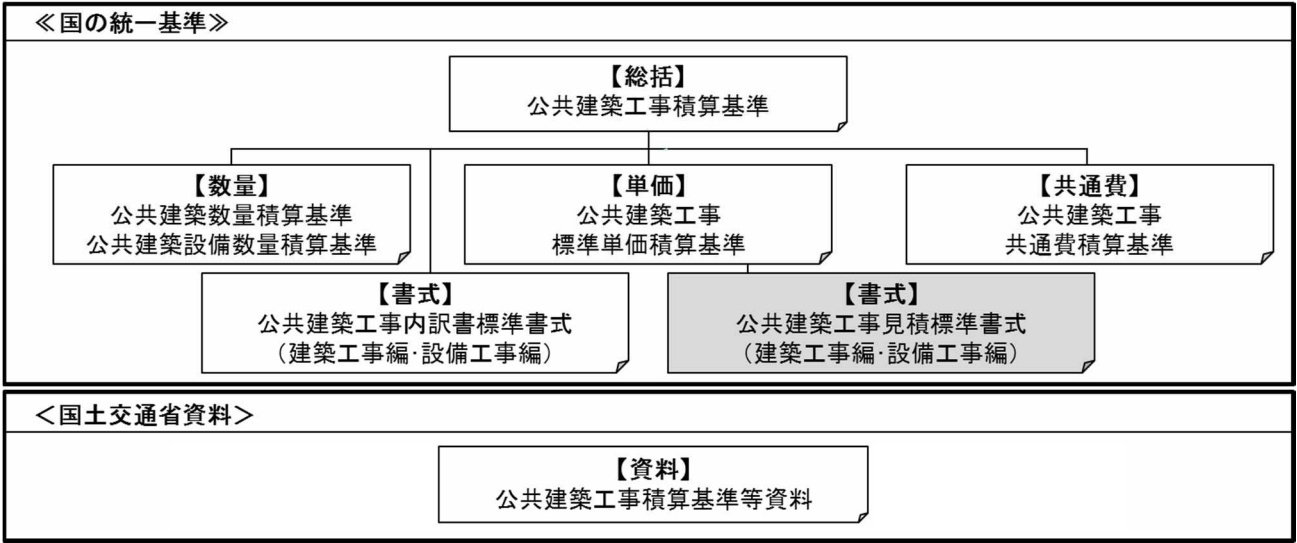 ≪国の統一基準≫
【総括】
公共建築工事積算基準
【数量】
公共建築数量積算基準
公共建築設備数量積算基準
【単価】
公共建築工事
標準単価積算基準
【共通費】
公共建築工事
共通費積算基準
【書式】
公共建築工事内訳書標準書式
（建築工事編･設備工事編）
【書式】
公共建築工事見積標準書式
（建築工事編･設備工事編）
＜国土交通省資料＞
【資料】
公共建築工事積算基準等資料